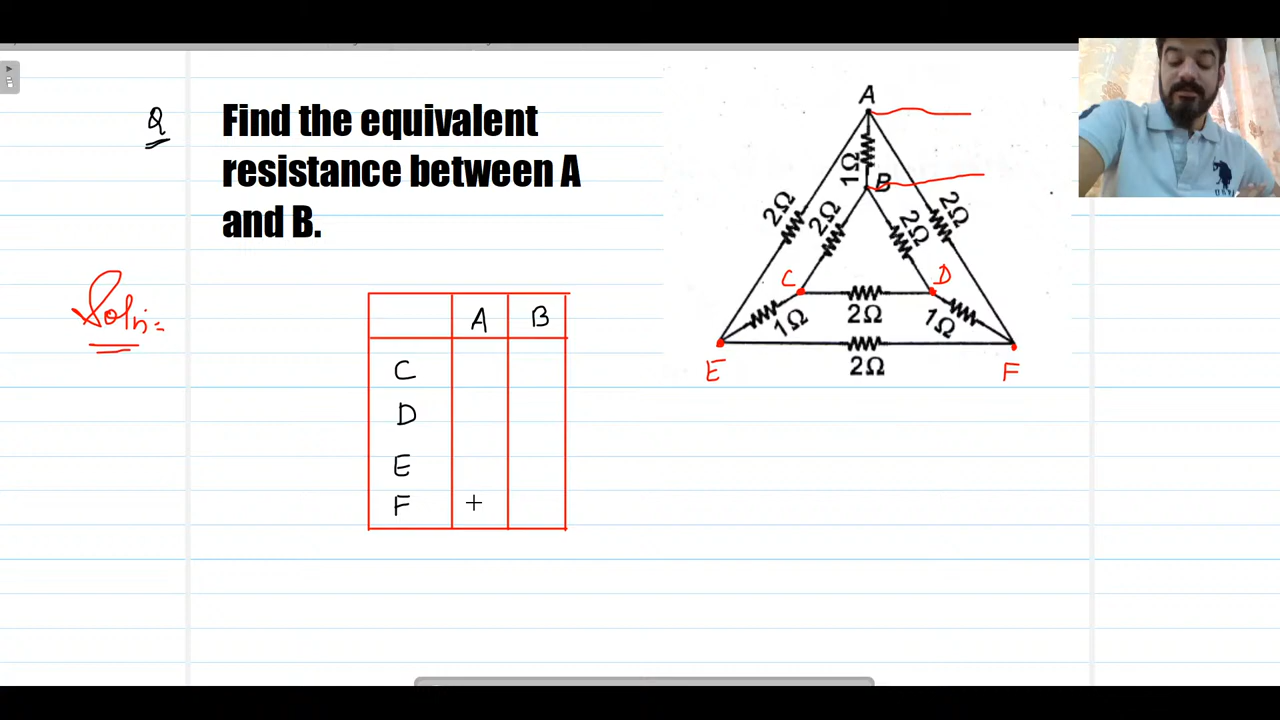 Q
Find the equivalent
resistance between A
and B.
Soln:-
A B
C
D
E
F
A
1Ω
B
2Ω
2Ω
2Ω
2Ω
C
D
1Ω
2Ω
1Ω
2Ω
E
F